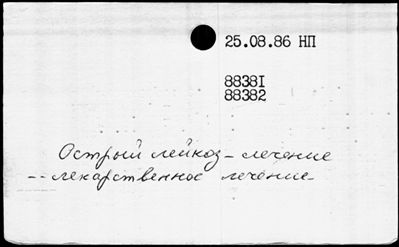 25.08.86 НП
88381
88382
Острый лейкоз – лечение
-- лекарственное лечение